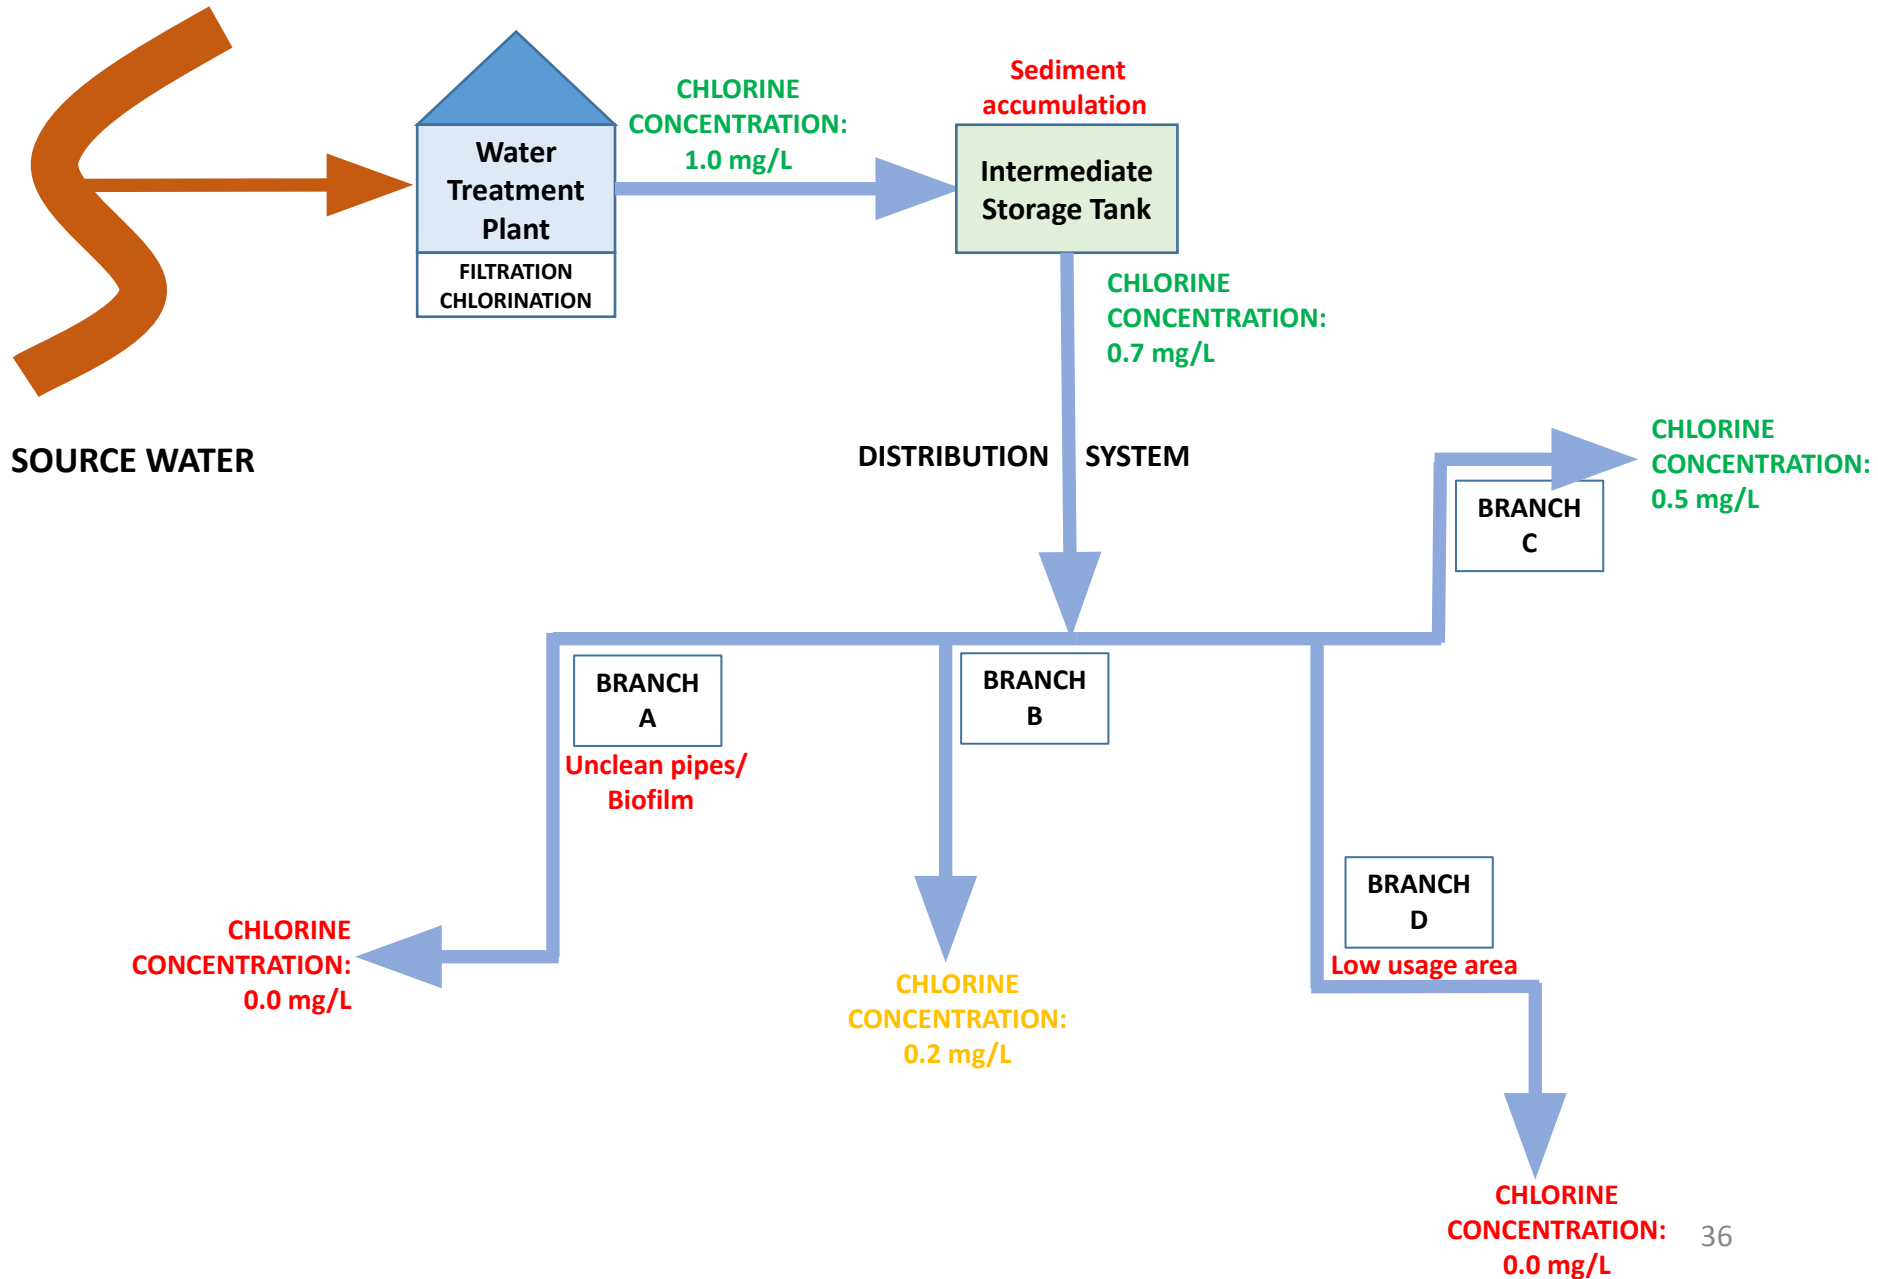 SOURCE WATER
Water
Treatment
Plant
FILTRATION
CHLORINATION
CHLORINE
CONCENTRATION:
1.0 mg/L
Sediment
accumulation
Intermediate
Storage Tank
CHLORINE
CONCENTRATION:
0.7 mg/L
DISTRIBUTION SYSTEM
BRANCH
A
Unclean pipes/
Biofilm
CHLORINE
CONCENTRATION:
0.0 mg/L
BRANCH
B
CHLORINE
CONCENTRATION:
0.2 mg/L
BRANCH
C
CHLORINE
CONCENTRATION:
0.5 mg/L
BRANCH
D
Low usage area
CHLORINE
CONCENTRATION:
0.0 mg/L
36